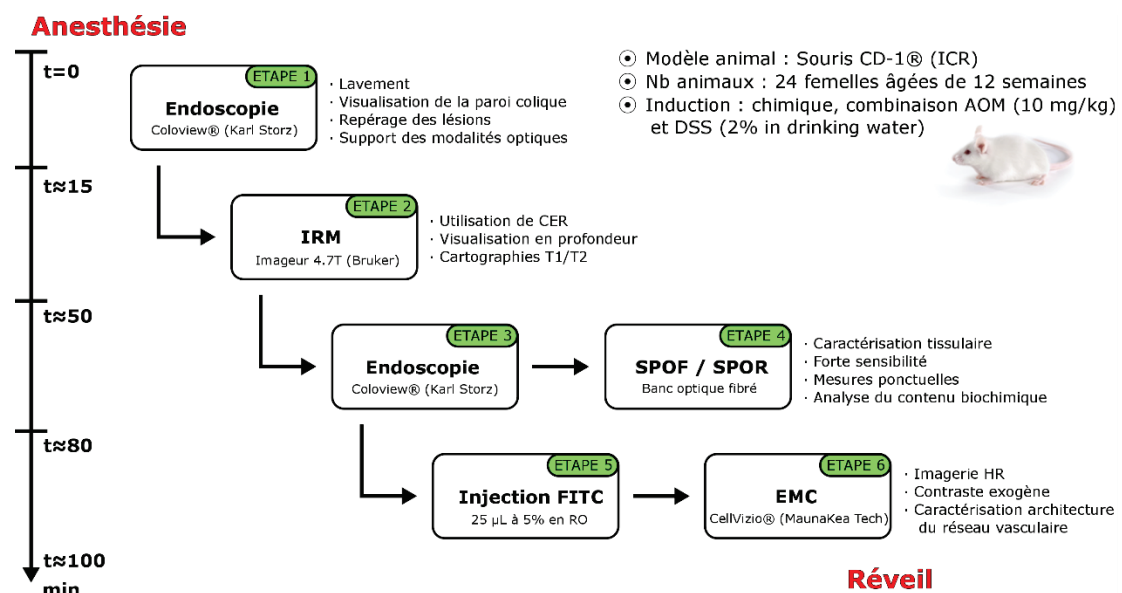 Anesthésie
t=0
ETAPE 1
Endoscopie
Coloview® (Karl Storz)
· Lavement
· Visualisation de la paroi colique
· Repérage des lésions
· Support des modalités optiques
Modèle animal : Souris CD-1® (ICR)
Nb animaux : 24 femelles âgées de 12 semaines
Induction : chimique, combinaison AOM (10 mg/kg)
et DSS (2% in drinking water)
t≈15
ETAPE 2
IRM
Imageur 4.7T (Bruker)
· Utilisation de CER
· Visualisation en profondeur
· Cartographies T1/T2
t≈50
ETAPE 3
Endoscopie
Coloview® (Karl Storz)
ETAPE 4
SPOF / SPOR
Banc optique fibré
· Caractérisation tissulaire
· Forte sensibilité
· Mesures ponctuelles
· Analyse du contenu biochimique
t≈80
ETAPE 5
Injection FITC
25 µL à 5% en RO
ETAPE 6
EMC
CellVizio® (MaunaKea Tech)
· Imagerie HR
· Contraste exogène
· Caractérisation architecture
du réseau vasculaire
t≈100
min
Réveil